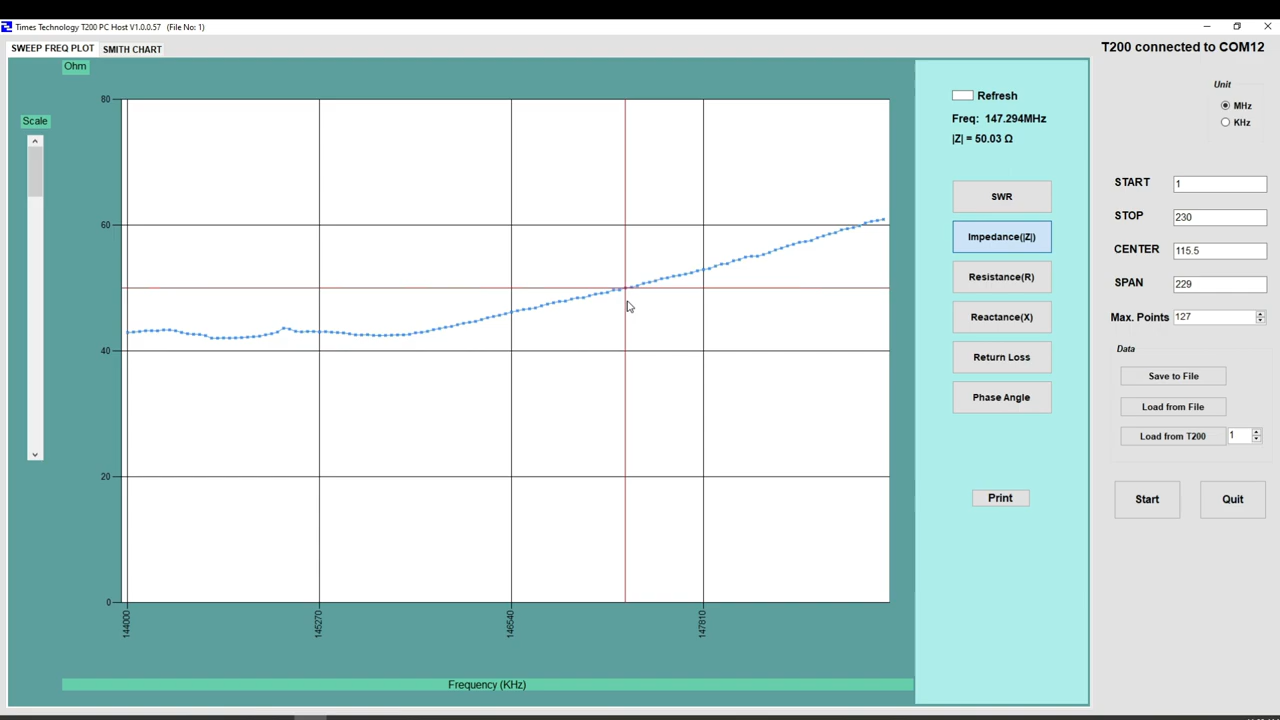 Times Technology T200 PC Host V1.0.0.57 (File No: 1)
SWEEP FREQ PLOT
SMITH CHART
T200 connected to COM12
Ohm
Scale
80
60
40
20
0
144000
145270
146540
147810
Frequency (KHz)
Refresh
Freq: 147.294MHz
|Z| = 50.03 Ω
SWR
Impedance(|Z|)
Resistance(R)
Reactance(X)
Return Loss
Phase Angle
Print
Unit
MHz
KHz
START 1
STOP 230
CENTER 115.5
SPAN 229
Max. Points 127
Data
Save to File
Load from File
Load from T200 1
Start
Quit